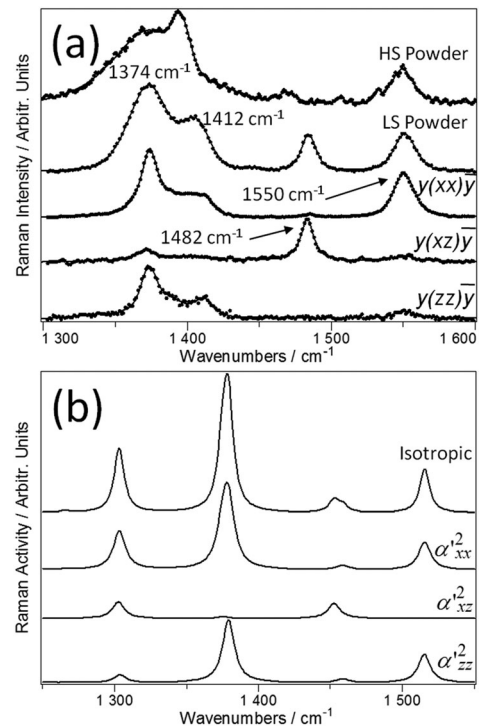 (a)
HS Powder
1374 cm⁻¹
1412 cm⁻¹
LS Powder
1550 cm⁻¹
y(xx)y̅
1482 cm⁻¹
y(xz)y̅
y(zz)y̅
Raman Intensity / Arbitr. Units
1 300 1 400 1 500 1 600
Wavenumbers / cm⁻¹
(b)
Isotropic
α'²xx
α'²xz
α'²zz
Raman Activity / Arbitr. Units
1 300 1 400 1 500
Wavenumbers / cm⁻¹